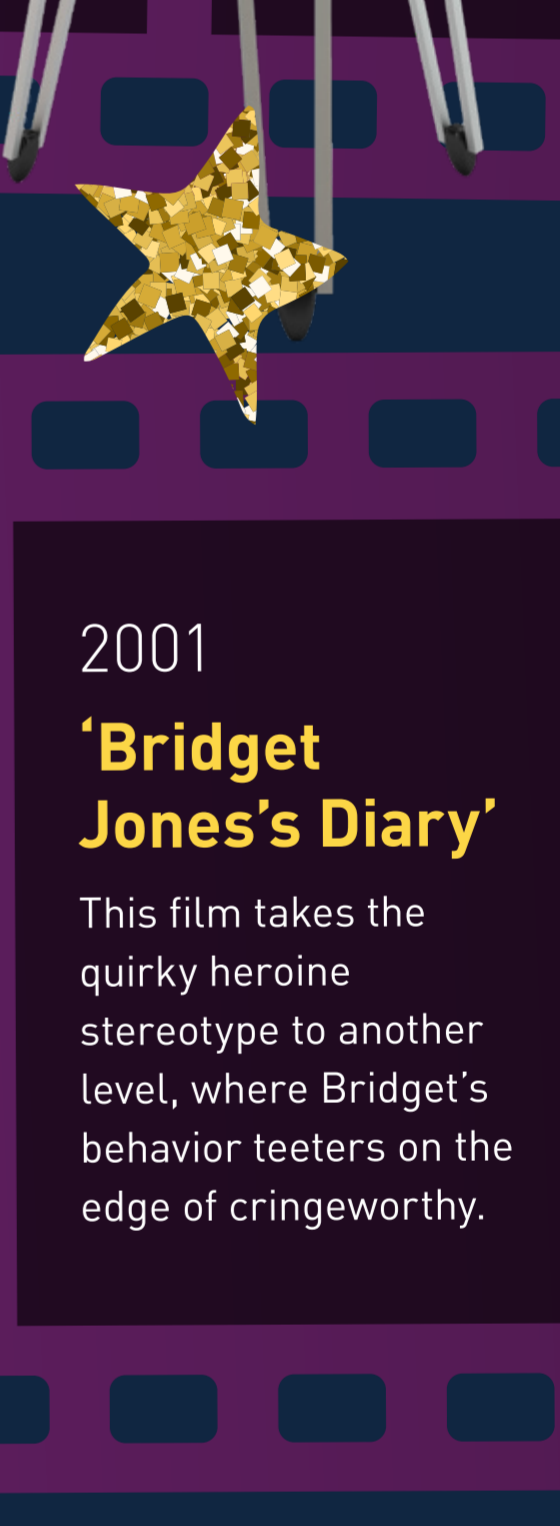 2001
‘Bridget
Jones’s Diary’
This film takes the
quirky heroine
stereotype to another
level, where Bridget’s
behavior teeters on the
edge of cringeworthy.